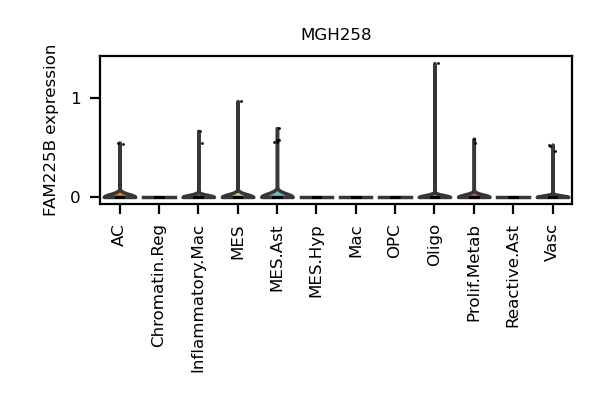 MGH258
FAM225B expression
1
0
AC
Chromatin.Reg
Inflammatory.Mac
MES
MES.Ast
MES.Hyp
Mac
OPC
Oligo
Prolif.Metab
Reactive.Ast
Vasc